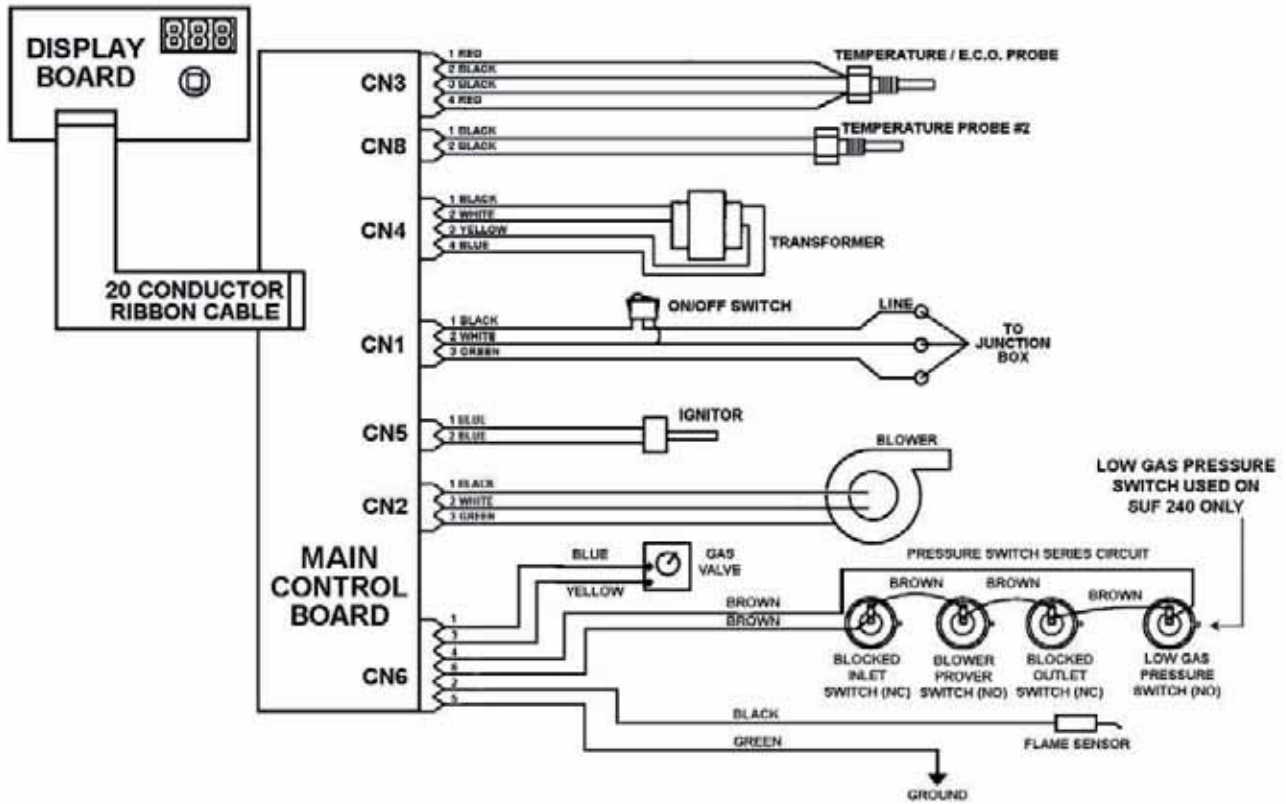 888
DISPLAY
BOARD
20 CONDUCTOR
RIBBON CABLE
MAIN
CONTROL
BOARD
CN3
1 RED
2 BLACK
3 BLACK
4 RED
TEMPERATURE / E.C.O. PROBE
CN8
1 BLACK
2 BLACK
TEMPERATURE PROBE #2
CN4
1 BLACK
2 WHITE
3 YELLOW
4 BLUE
TRANSFORMER
CN1
1 BLACK
2 WHITE
3 GREEN
ON/OFF SWITCH
LINE
TO
JUNCTION
BOX
CN5
1 BLUE
2 BLUE
IGNITOR
CN2
1 BLACK
2 WHITE
3 GREEN
BLOWER
LOW GAS PRESSURE
SWITCH USED ON
SUF 240 ONLY
CN6
1
3
4
6
2
5
BLUE
YELLOW
GAS
VALVE
PRESSURE SWITCH SERIES CIRCUIT
BROWN
BROWN
BROWN
BROWN
BROWN
BLOCKED
INLET
SWITCH (NC)
BLOWER
PROVER
SWITCH (NO)
BLOCKED
OUTLET
SWITCH (NC)
LOW GAS
PRESSURE
SWITCH (NO)
BLACK
FLAME SENSOR
GREEN
GROUND